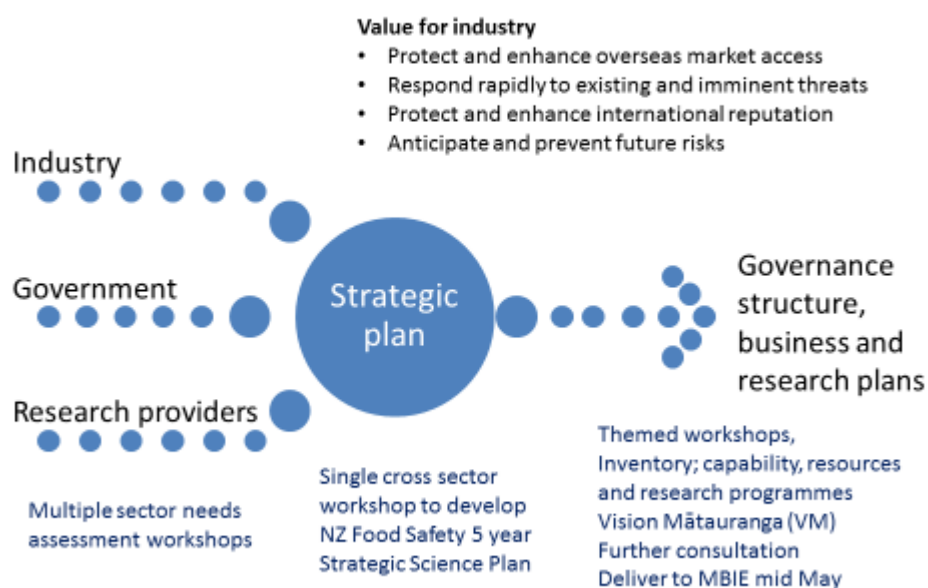 Value for industry
• Protect and enhance overseas market access
• Respond rapidly to existing and imminent threats
• Protect and enhance international reputation
• Anticipate and prevent future risks
Industry
Government
Research providers
Strategic
plan
Governance
structure,
business and
research plans
Multiple sector needs
assessment workshops
Single cross sector
workshop to develop
NZ Food Safety 5 year
Strategic Science Plan
Themed workshops,
Inventory; capability, resources
and research programmes
Vision Mātauranga (VM)
Further consultation
Deliver to MBIE mid May